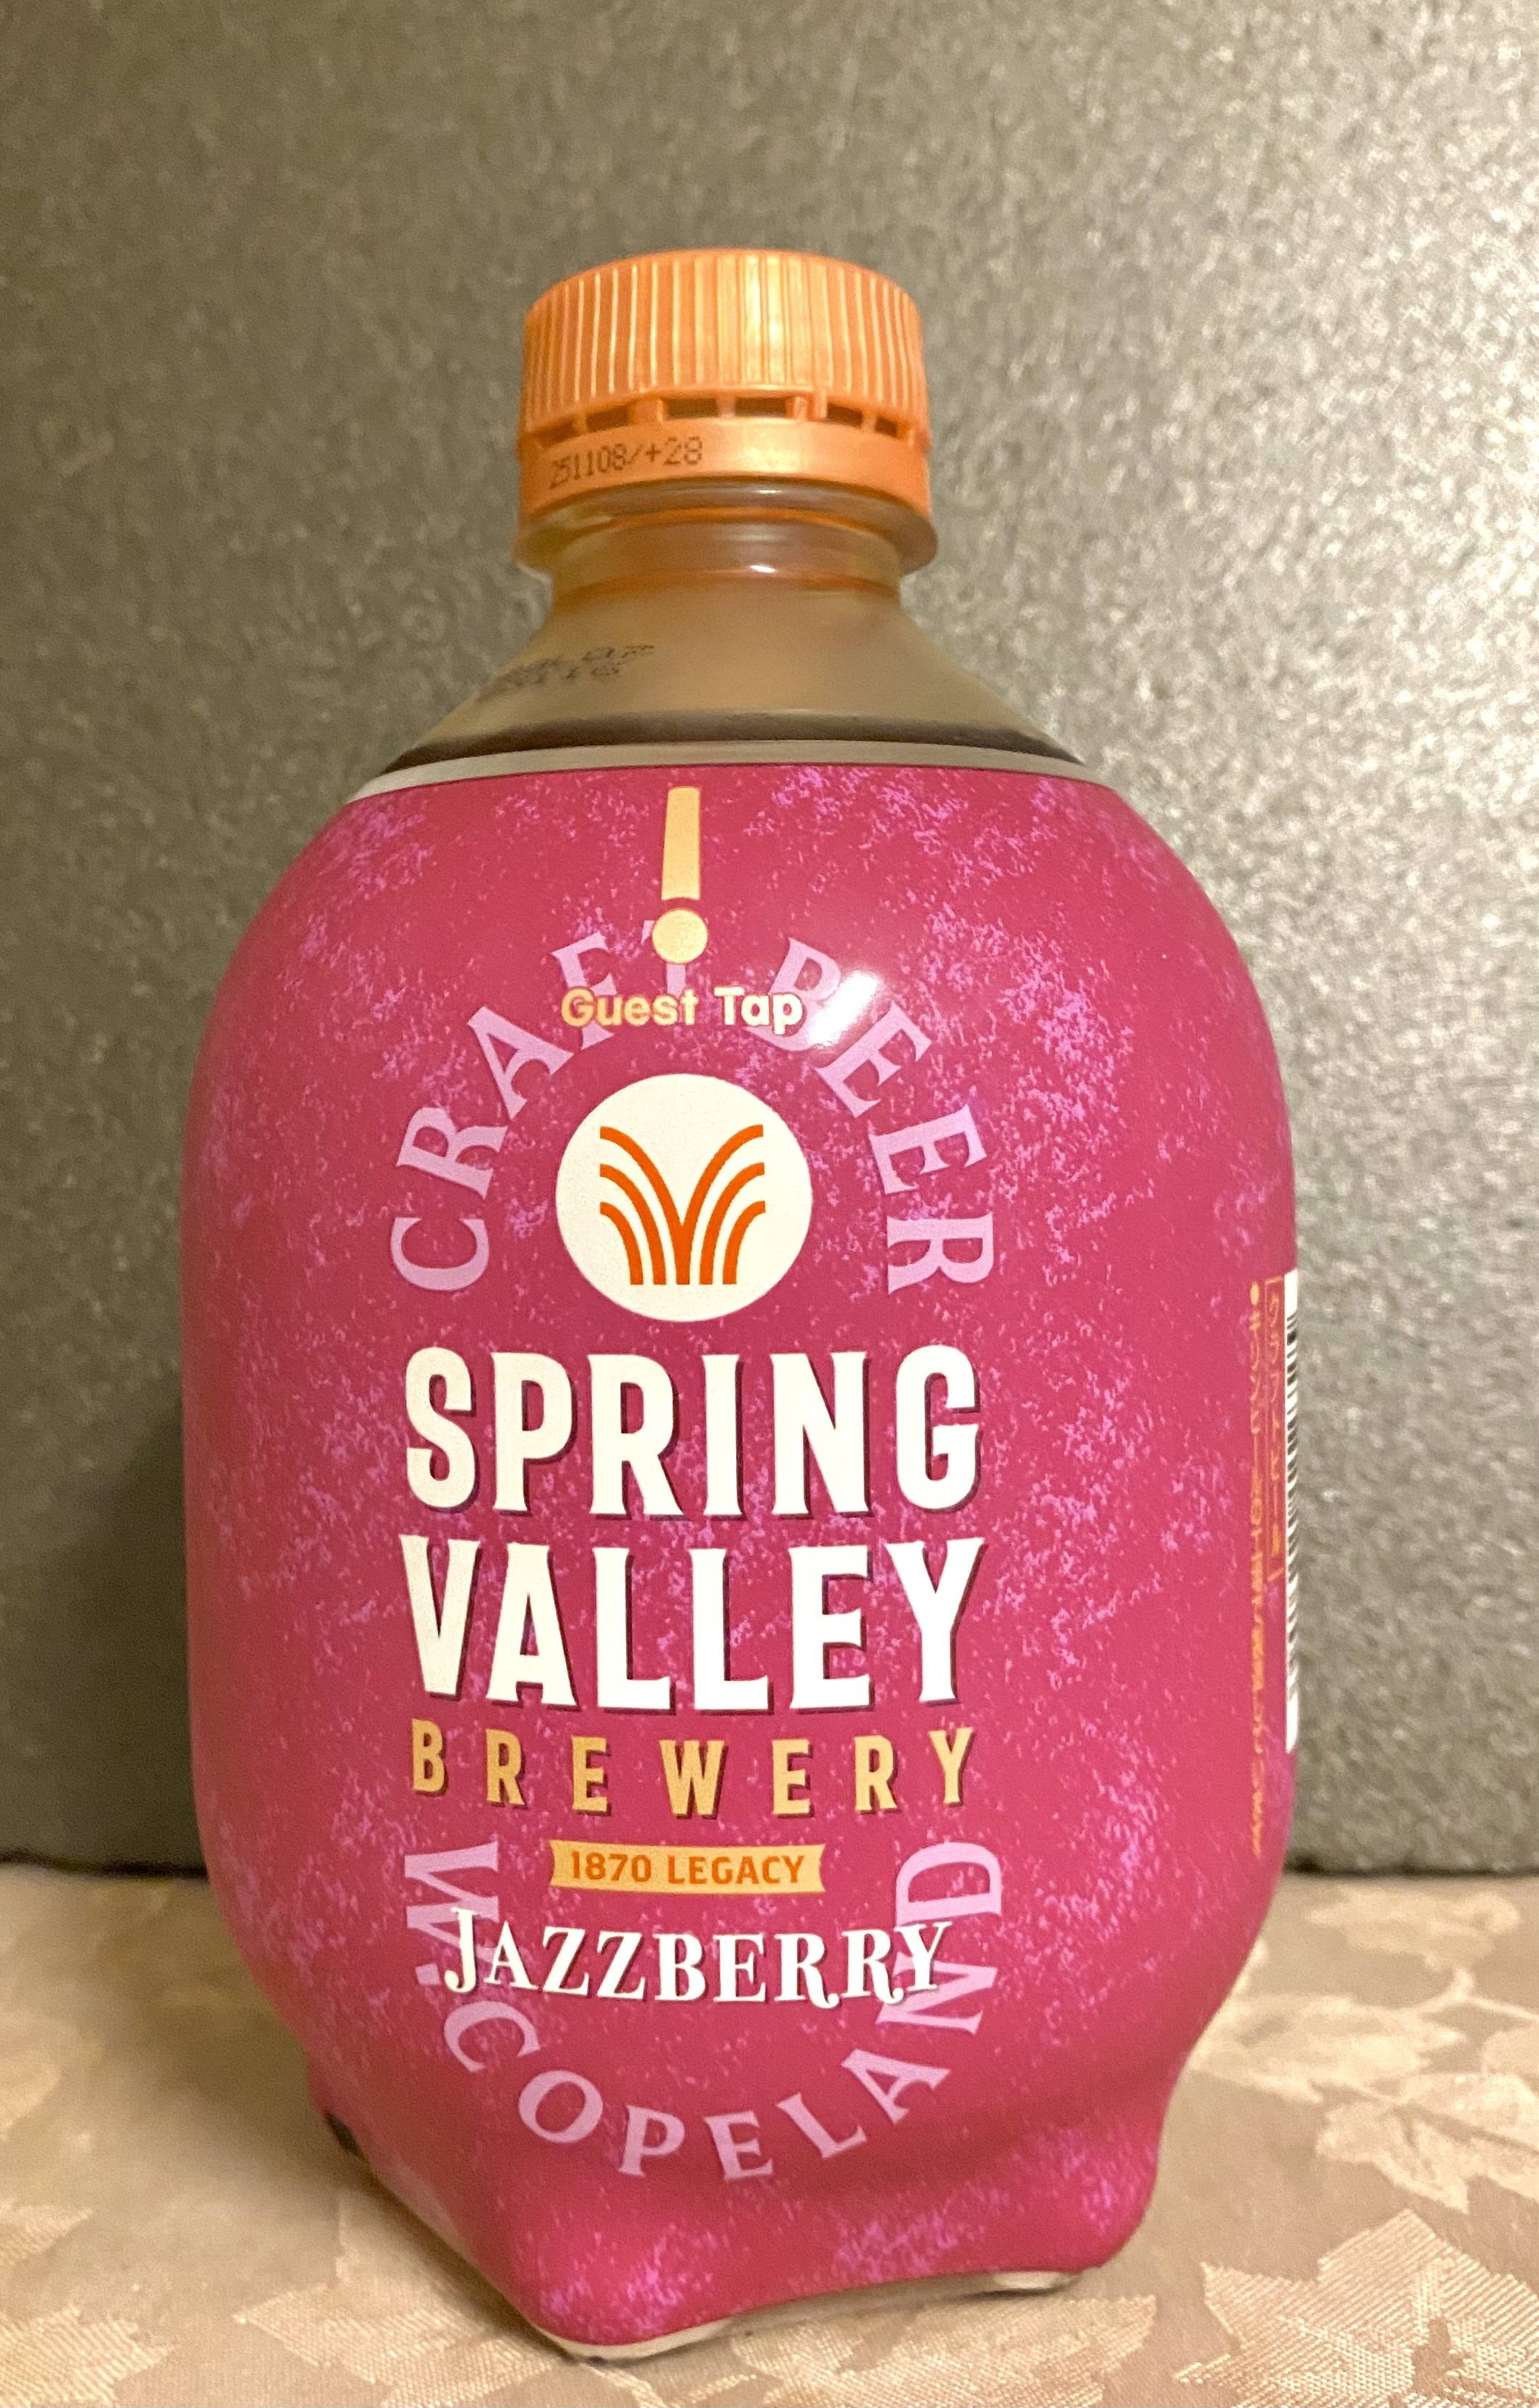 251108/+28
Guest Tap
CRAFT BEER
SPRING
VALLEY
BREWERY
1870 LEGACY
JAZZBERRY
W. COPELAND